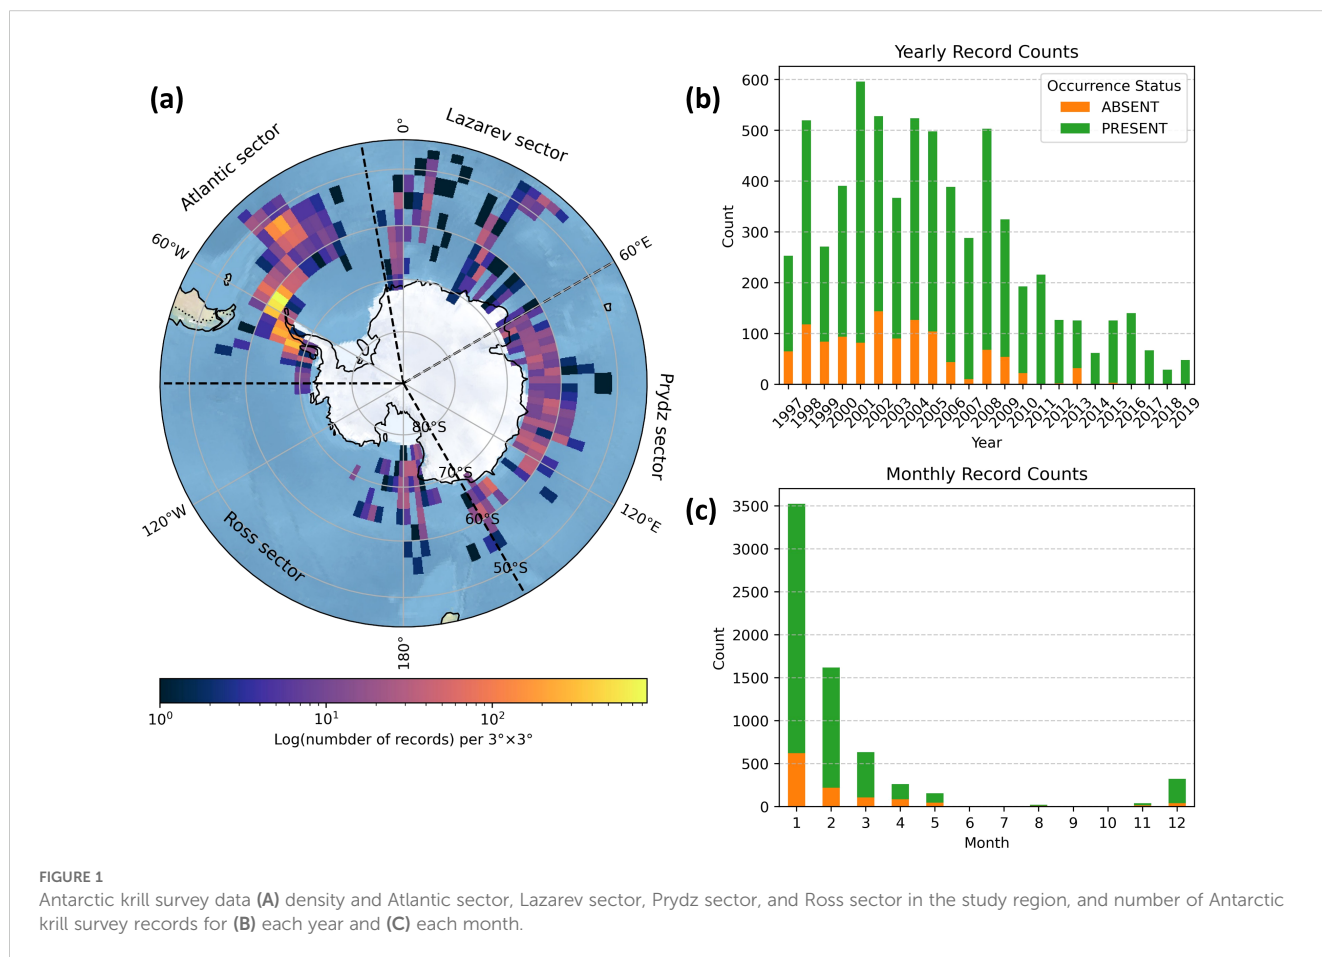 (a)
Atlantic sector
0°
Lazarev sector
60°W
60°E
Prydz sector
80°S
70°S
60°S
50°S
120°W
Ross sector
120°E
180°
10⁰
10¹
10²
Log(numbder of records) per 3°×3°
(b)
Yearly Record Counts
Occurrence Status
ABSENT
PRESENT
600
500
400
300
200
100
0
Count
1997 1998 1999 2000 2001 2002 2003 2004 2005 2006 2007 2008 2009 2010 2011 2012 2013 2014 2015 2016 2017 2018 2019
Year
(c)
Monthly Record Counts
3500
3000
2500
2000
1500
1000
500
0
Count
1 2 3 4 5 6 7 8 9 10 11 12
Month
FIGURE 1
Antarctic krill survey data (A) density and Atlantic sector, Lazarev sector, Prydz sector, and Ross sector in the study region, and number of Antarctic
krill survey records for (B) each year and (C) each month.